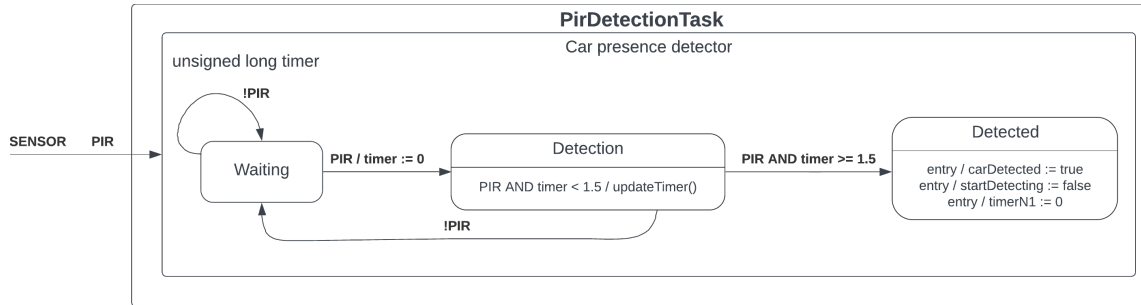 PirDetectionTask
Car presence detector
unsigned long timer
!PIR
SENSOR PIR
Waiting
PIR / timer := 0
Detection
PIR AND timer < 1.5 / updateTimer()
PIR AND timer >= 1.5
Detected
entry / carDetected := true
entry / startDetecting := false
entry / timerN1 := 0
!PIR